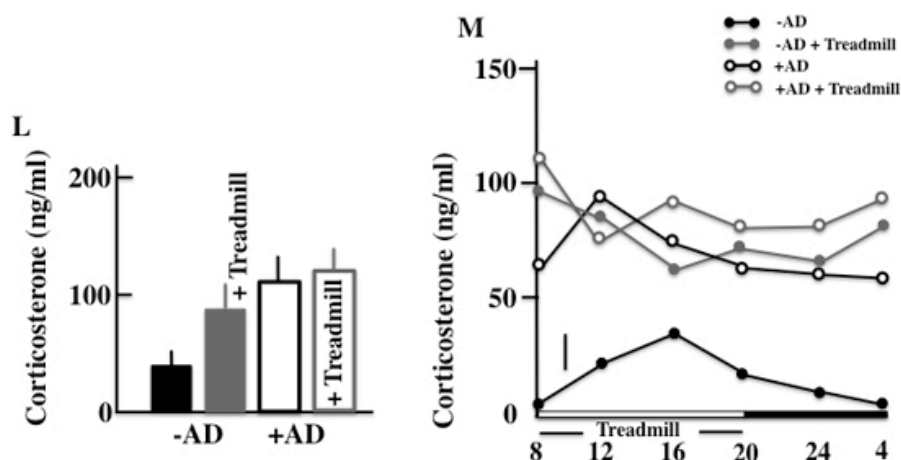 L
Corticosterone (ng/ml)
200
100
0
+ Treadmill
+ Treadmill
-AD
+AD
M
-AD
-AD + Treadmill
+AD
+AD + Treadmill
Corticosterone (ng/ml)
150
100
50
0
Treadmill
8 12 16 20 24 4